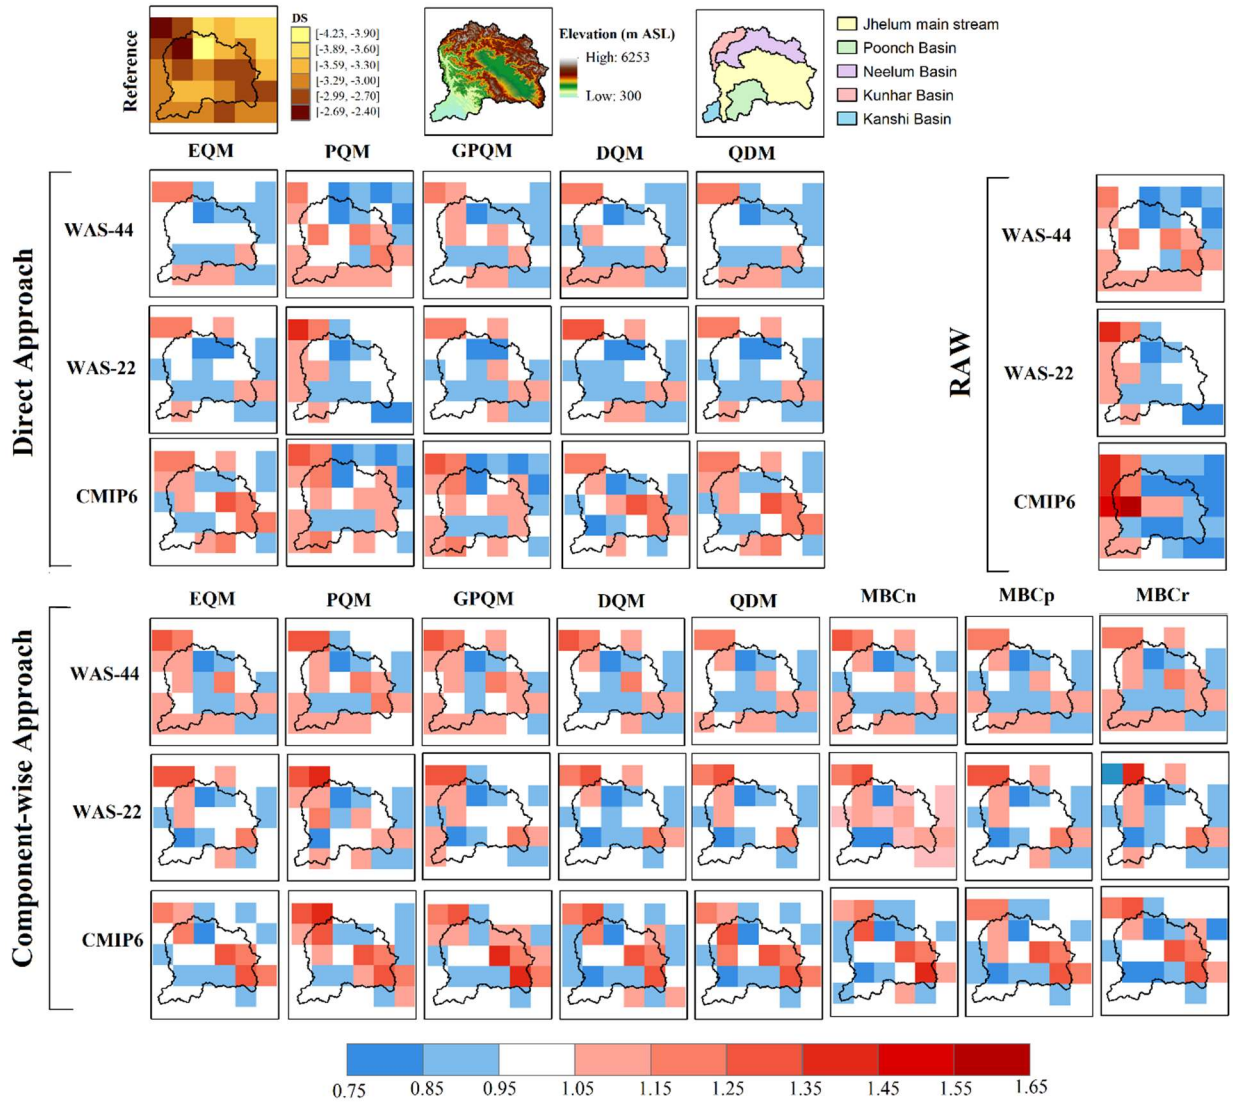 Reference
DS
[-4.23, -3.90]
[-3.89, -3.60]
[-3.59, -3.30]
[-3.29, -3.00]
[-2.99, -2.70]
[-2.69, -2.40]
Elevation (m ASL)
High: 6253
Low: 300
Jhelum main stream
Poonch Basin
Neelum Basin
Kunhar Basin
Kanshi Basin
EQM PQM GPQM DQM QDM
Direct Approach
WAS-44
WAS-22
CMIP6
RAW
WAS-44
WAS-22
CMIP6
EQM PQM GPQM DQM QDM MBCn MBCp MBCr
Component-wise Approach
WAS-44
WAS-22
CMIP6
0.75 0.85 0.95 1.05 1.15 1.25 1.35 1.45 1.55 1.65